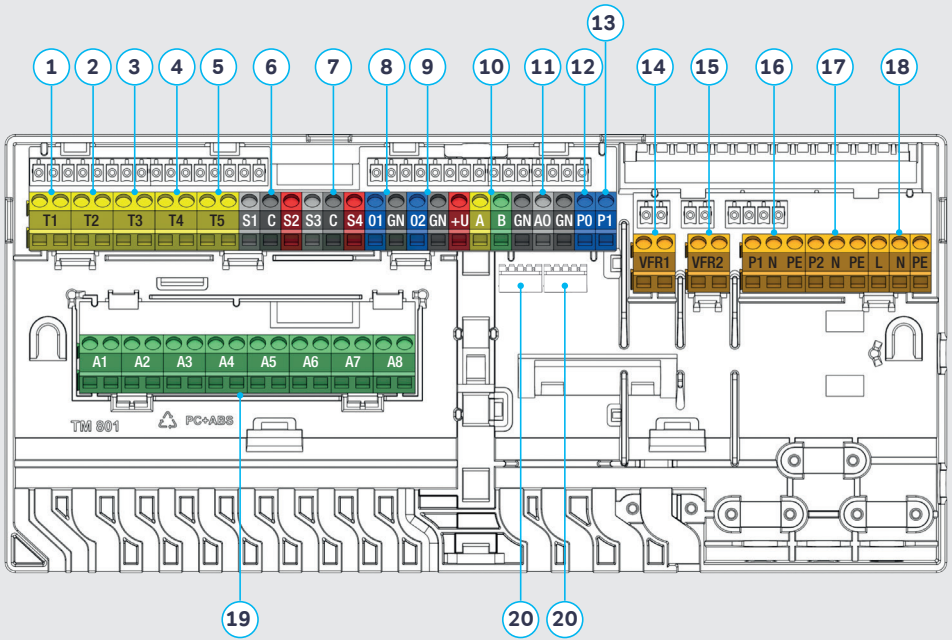 13
1 2 3 4 5 6 7 8 9 10 11 12 14 15 16 17 18
T1 T2 T3 T4 T5 S1 C S2 S3 C S4 01 GN 02 GN +U A B GN A0 GN P0 P1
VFR1 VFR2 P1 N PE P2 N PE L N PE
A1 A2 A3 A4 A5 A6 A7 A8
TM 801 PC+ABS
19 20 20